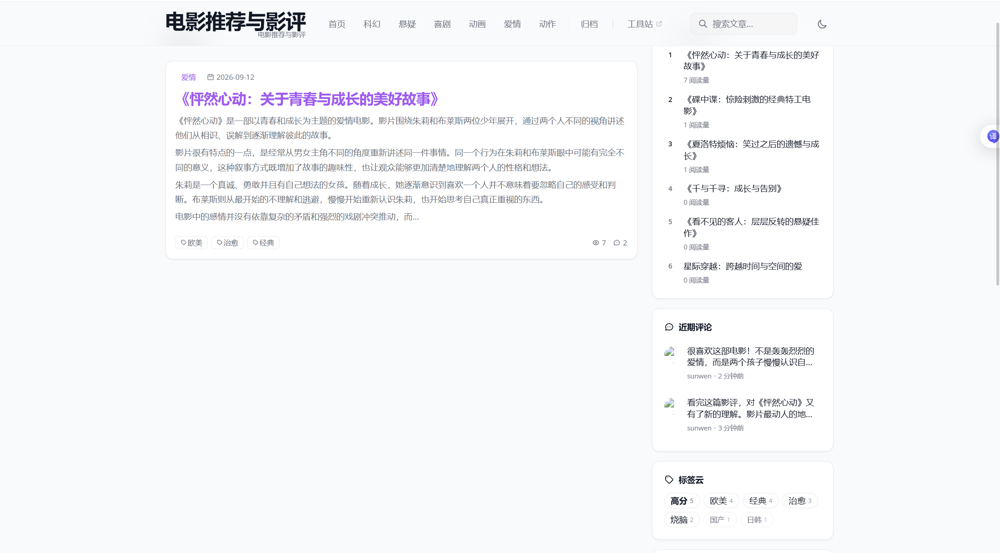 电影推荐与影评
电影推荐与影评
首页
科幻
悬疑
喜剧
动画
爱情
动作
归档
工具站
搜索文章...
爱情
2026-09-12
《怦然心动：关于青春与成长的美好故事》
《怦然心动》是一部以青春和成长为主题的爱情电影。影片围绕朱莉和布莱斯两位少年展开，通过两个人不同的视角讲述
他们从相识、误解到逐渐理解彼此的故事。
影片很有特点的一点，是经常从男女主角不同的角度重新讲述同一件事情。同一个行为在朱莉和布莱斯眼中可能有完全不
同的意义，这种叙事方式既增加了故事的趣味性，也让观众能够更加清楚地理解两个人的性格和想法。
朱莉是一个真诚、勇敢并且有自己想法的女孩。随着成长，她逐渐意识到喜欢一个人并不意味着要忽略自己的感受和判
断。布莱斯则从最开始的不理解和逃避，慢慢开始重新认识朱莉，也开始思考自己真正重视的东西。
电影中的感情并没有依靠复杂的矛盾和强烈的戏剧冲突推动，而...
欧美
治愈
经典
7
2
1
《怦然心动：关于青春与成长的美好
故事》
7 阅读量
2
《碟中谍：惊险刺激的经典特工电
影》
1 阅读量
3
《夏洛特烦恼：笑过之后的遗憾与成
长》
1 阅读量
4
《千与千寻：成长与告别》
0 阅读量
5
《看不见的客人：层层反转的悬疑佳
作》
0 阅读量
6
星际穿越：跨越时间与空间的爱
0 阅读量
近期评论
很喜欢这部电影！不是轰轰烈烈的
爱情，而是两个孩子慢慢认识自...
sunwen · 2 分钟前
看完这篇影评，对《怦然心动》又
有了新的理解。影片最动人的地...
sunwen · 3 分钟前
标签云
高分 5
欧美 4
经典 4
治愈 3
烧脑 2
国产 1
日韩 1
译